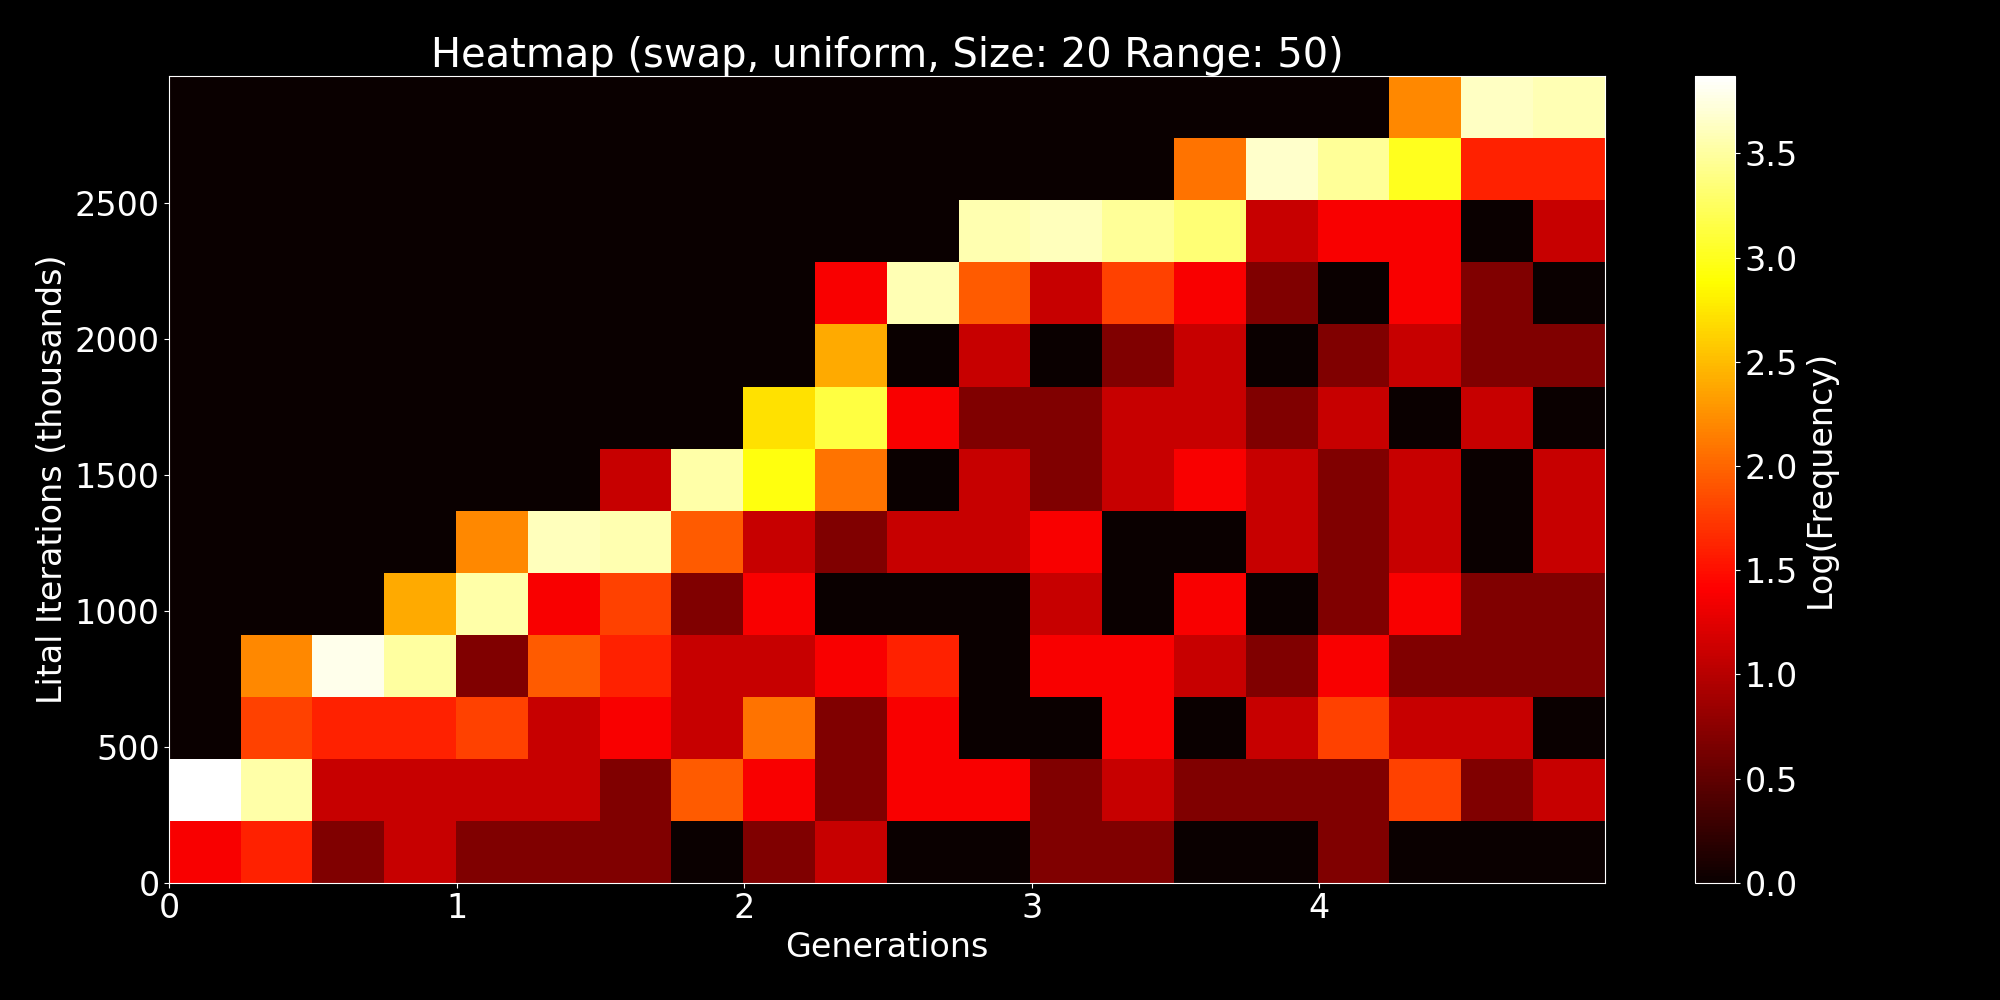 Heatmap (swap, uniform, Size: 20 Range: 50)
Lital Iterations (thousands)
2500
2000
1500
1000
500
0
0 1 2 3 4
Generations
3.5
3.0
2.5
2.0
1.5
1.0
0.5
0.0
Log(Frequency)